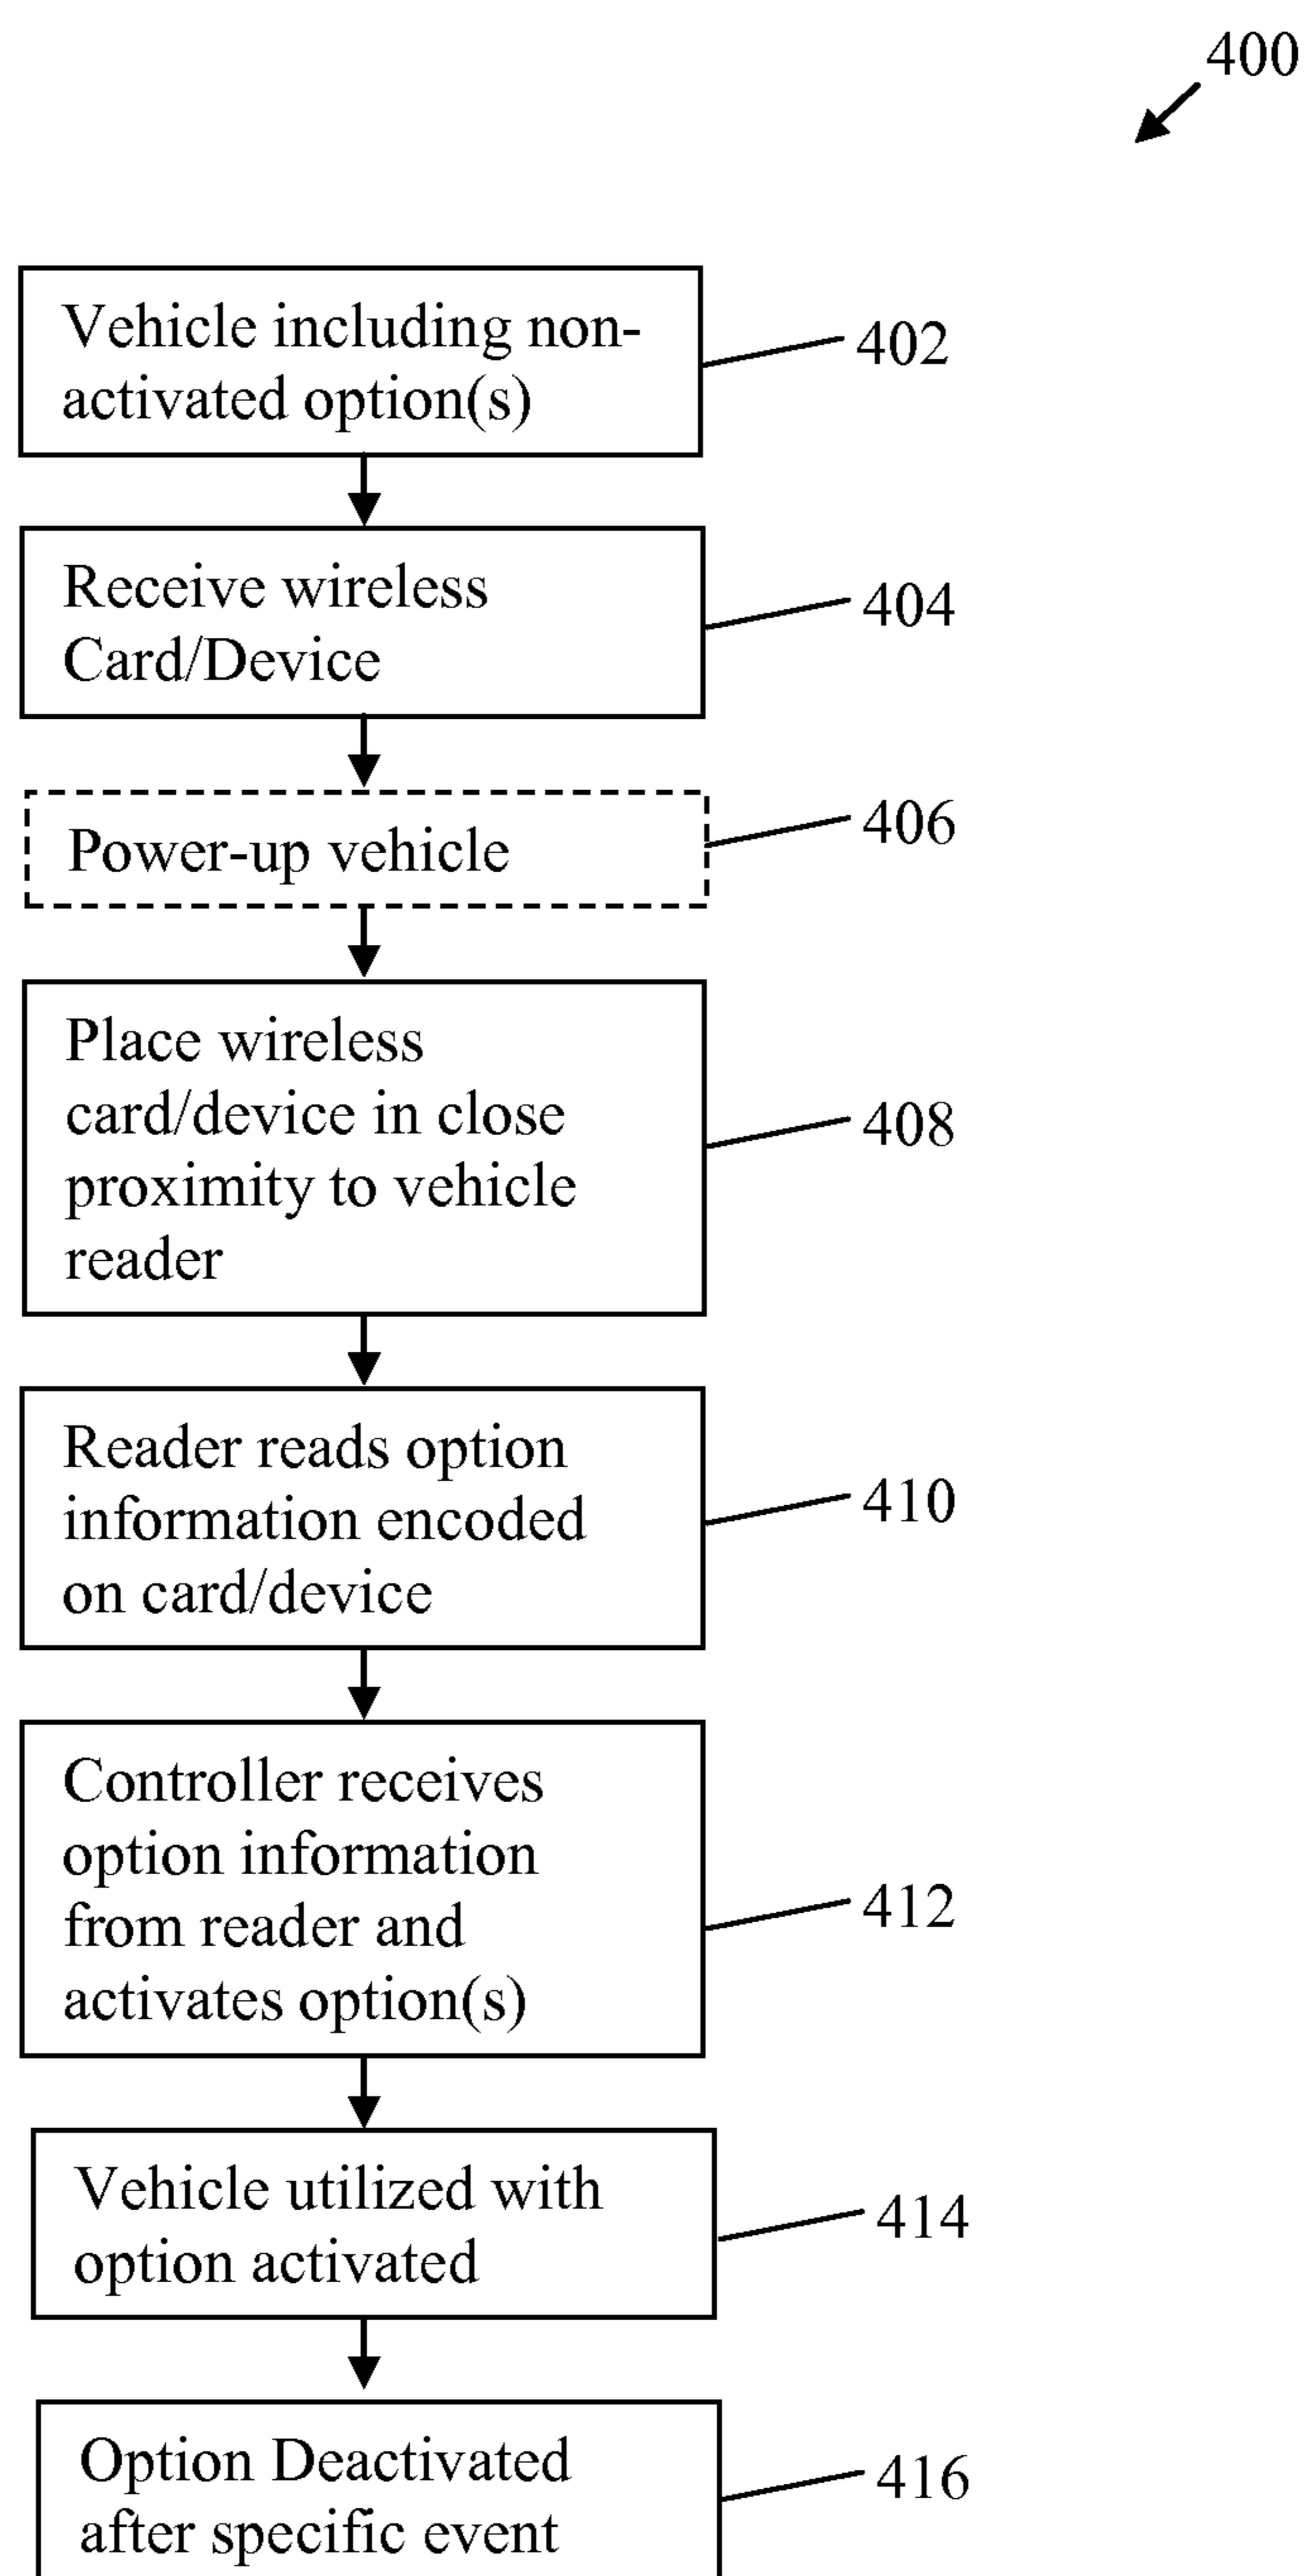 400
Vehicle including non-
activated option(s)
402
Receive wireless
Card/Device
404
Power-up vehicle
406
Place wireless
card/device in close
proximity to vehicle
reader
408
Reader reads option
information encoded
on card/device
410
Controller receives
option information
from reader and
activates option(s)
412
Vehicle utilized with
option activated
414
Option Deactivated
after specific event
416